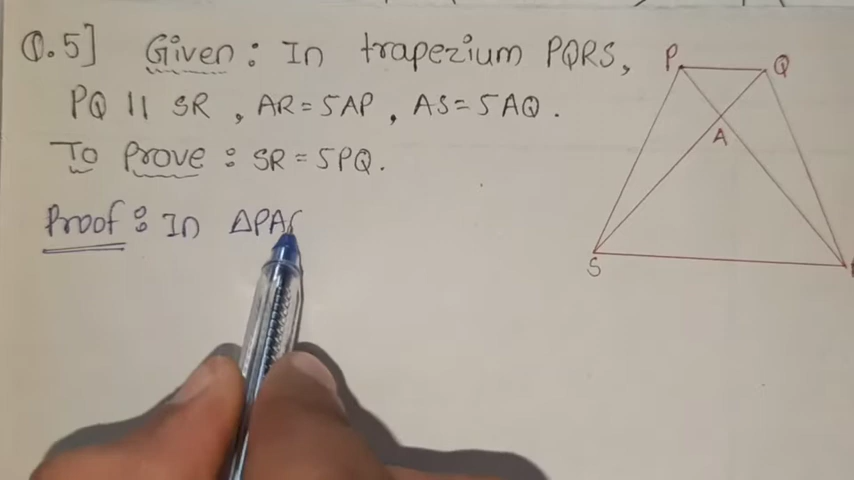 Q.5] Given : In trapezium PQRS,
PQ || SR , AR = 5AP , AS = 5AQ .
To Prove : SR = 5PQ.
Proof : In ΔPA
P
Q
A
S